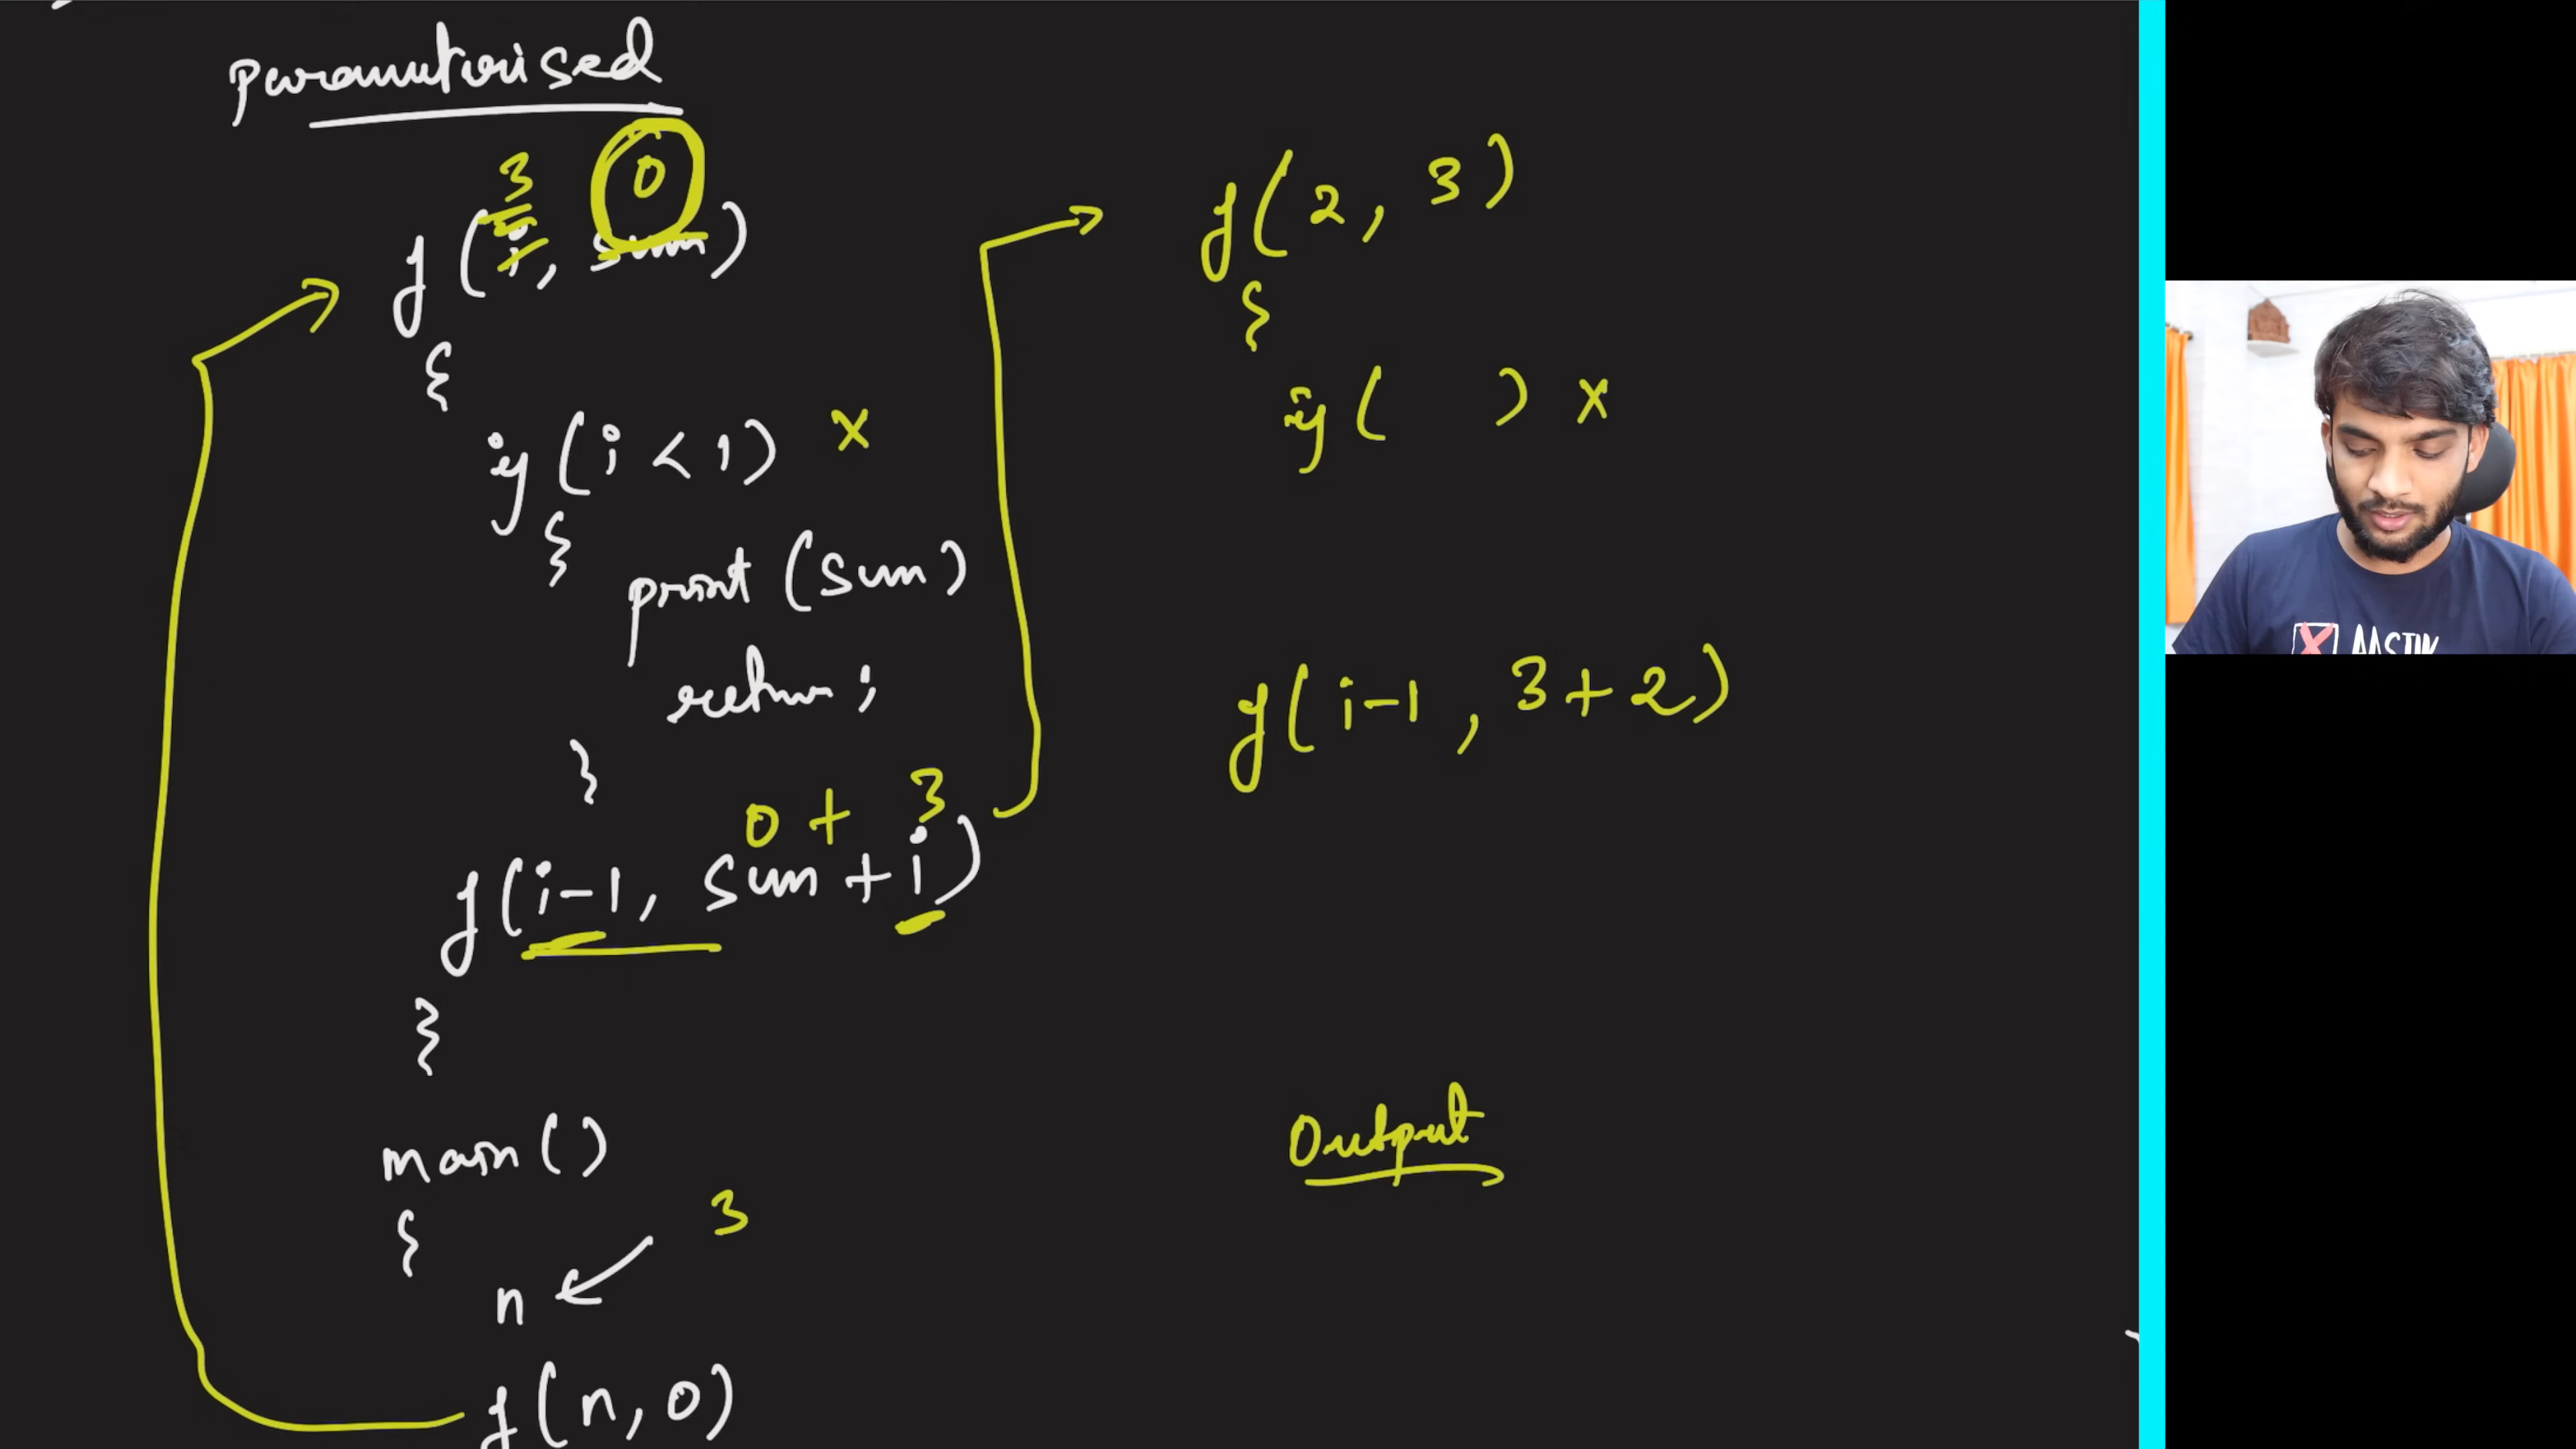 parameterised
3 0
f(i, sum)
{
if (i < 1) x
{
print (sum)
return;
}
0 + 3
f(i-1, sum + i)
}
main()
{
3
n
f(n, 0)
f(2, 3)
{
if ( ) x
f(i-1, 3+2)
Output